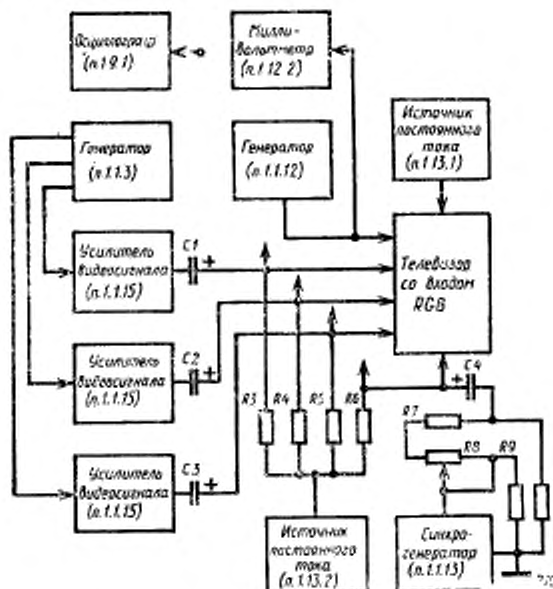 Осциллограф
(п.1.9.1)
Милли-
вольтметр
(п.1.12.2)
Источник
постоянного
тока
(п.1.13.1)
Генератор
(п.1.1.3)
Генератор
(п.1.1.12)
Усилитель
видеосигнала
(п.1.1.15)
C1
+
Телевизор
со входом
RGB
Усилитель
видеосигнала
(п.1.1.15)
C2
+
R3
R4
R5
R6
+
C4
R7
R8
R9
Усилитель
видеосигнала
(п.1.1.15)
C3
+
Источник
постоянного
тока
(п.1.13.2)
Синхро-
генератор
(п.1.1.13)